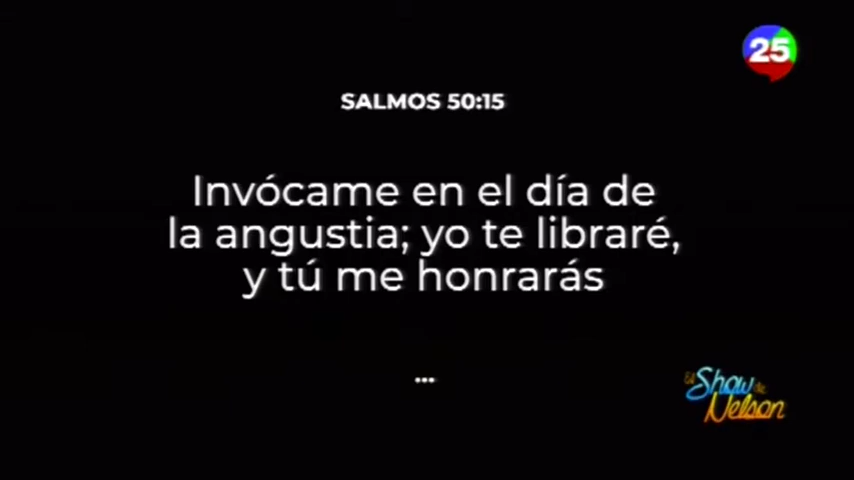 25
SALMOS 50:15
Invócame en el día de
la angustia; yo te libraré,
y tú me honrarás
...
El Show de
Nelson